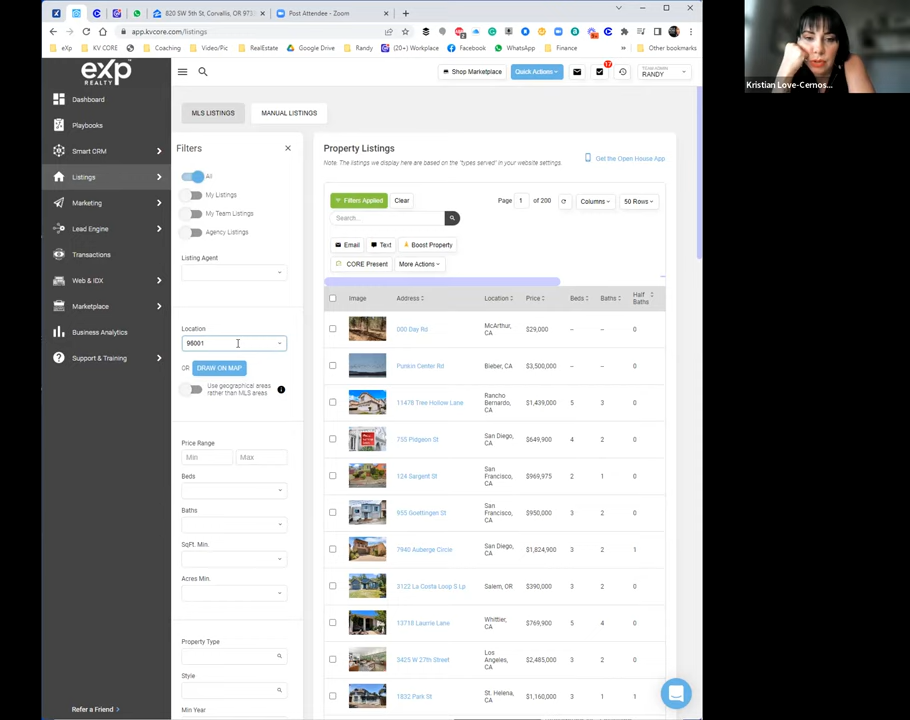 820 SW 5th St, Corvallis, OR 973
Post Attendee - Zoom
app.kvcore.com/listings
eXp
KV CORE
Coaching
Video/Pic
RealEstate
Google Drive
Randy
(20+) Workplace
Facebook
WhatsApp
Finance
Other bookmarks
Kristian Love-Cernos...
exp
REALTY
Shop Marketplace
Quick Actions
17
TEAM ADMIN
RANDY
Dashboard
Playbooks
Smart CRM
Listings
Marketing
Lead Engine
Transactions
Web & IDX
Marketplace
Business Analytics
Support & Training
Refer a Friend
MLS LISTINGS
MANUAL LISTINGS
Filters
All
My Listings
My Team Listings
Agency Listings
Listing Agent
Location
96001
OR DRAW ON MAP
Use geographical areas
rather than MLS areas
Price Range
Min
Max
Beds
Baths
SqFt. Min.
Acres Min.
Property Type
Style
Min Year
Property Listings
Note. The listings we display here are based on the "types served" in your website settings.
Get the Open House App
Filters Applied
Clear
Page 1 of 200
Columns
50 Rows
Search...
Email
Text
Boost Property
CORE Present
More Actions
Image Address Location Price Beds Baths Half Baths
000 Day Rd McArthur, CA $29,000 -- -- 0
Punkin Center Rd Bieber, CA $3,500,000 -- -- 0
11478 Tree Hollow Lane Rancho Bernardo, CA $1,439,000 5 3 0
735 Pidgeon St San Diego, CA $649,900 4 2 0
124 Sargent St San Francisco, CA $969,975 2 1 0
955 Goettingen St San Francisco, CA $950,000 3 2 0
7940 Auberge Circle San Diego, CA $1,824,900 3 2 1
3122 La Costa Loop S Lp Salem, OR $390,000 3 2 0
13718 Laurrie Lane Whittier, CA $769,900 5 4 0
3425 W 27th Street Los Angeles, CA $2,485,000 3 2 0
1832 Park St St. Helena, CA $1,160,000 3 1 1